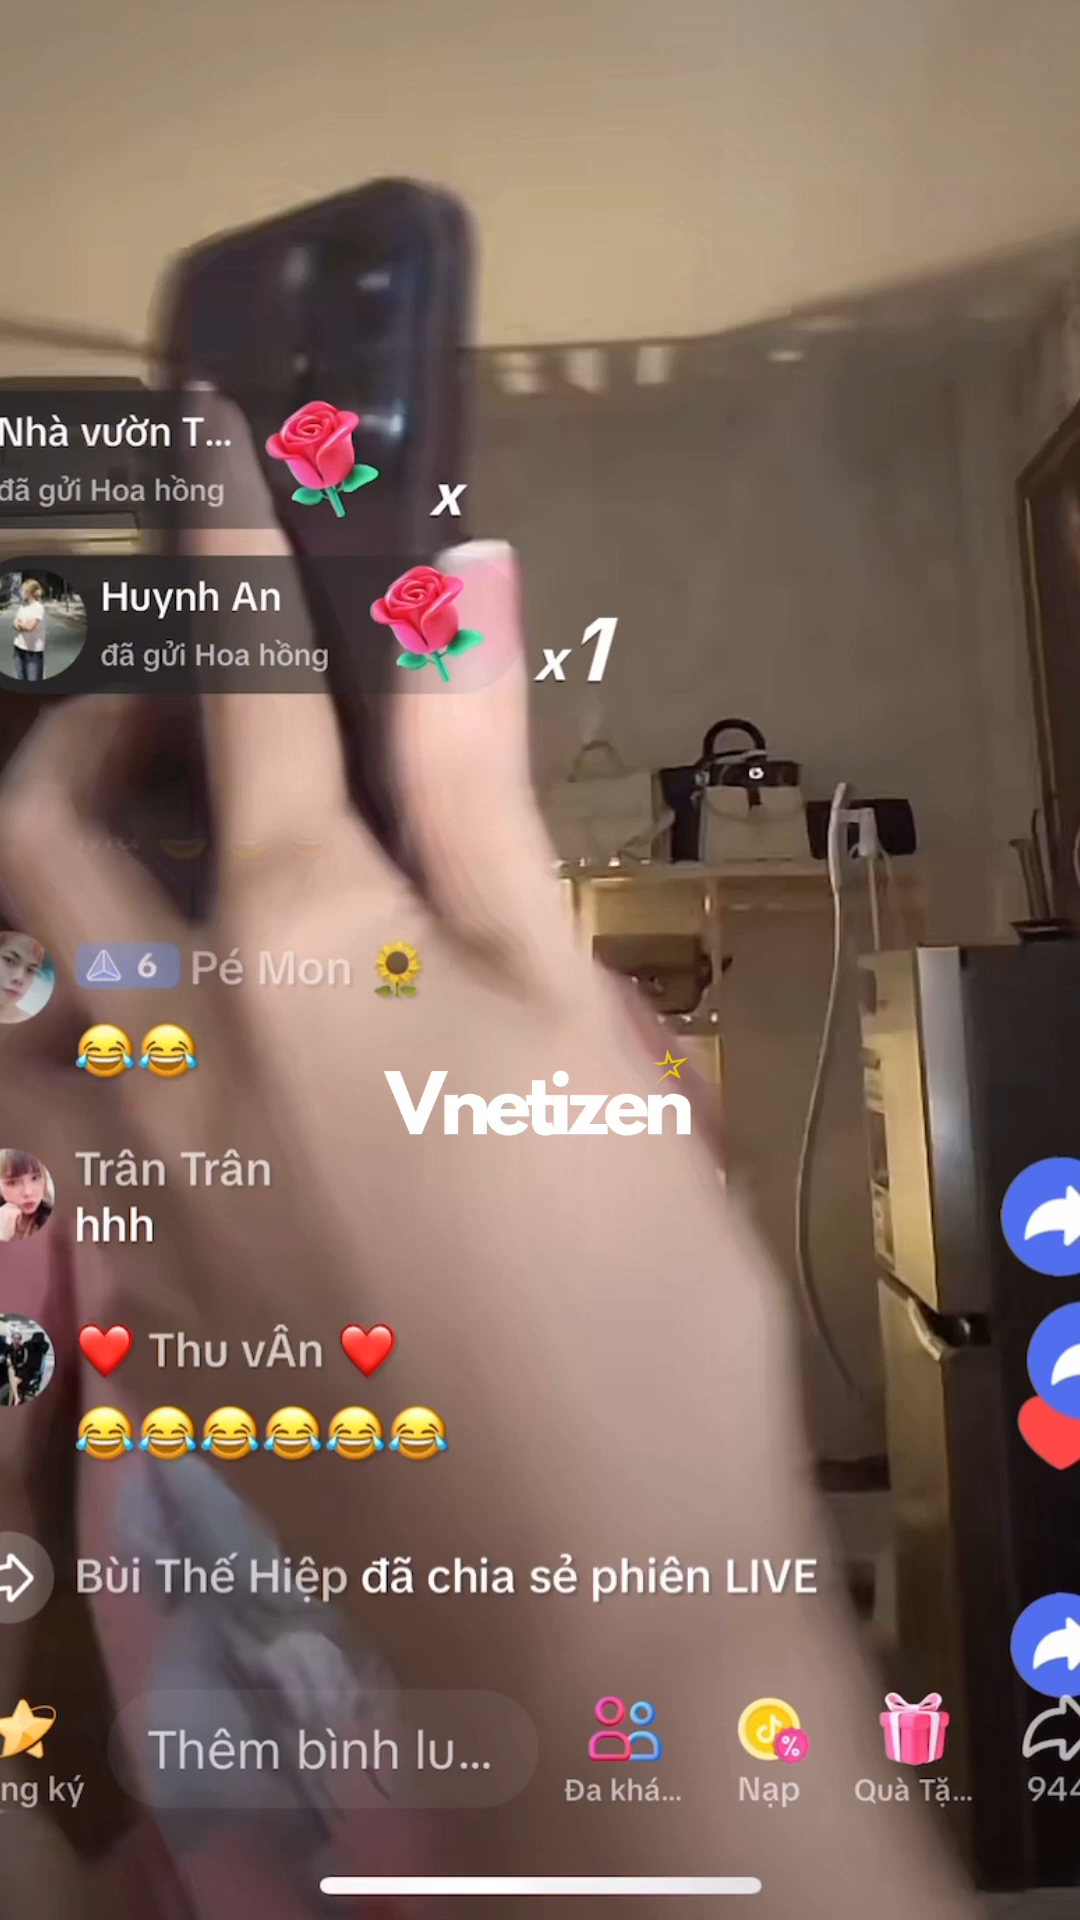 Nhà vườn T...
đã gửi Hoa hồng
x
Huynh An
đã gửi Hoa hồng
x1
6 Pé Mon 🌻
😂😂
Vnetizen
Trân Trân
hhh
❤️ Thu vÂn ❤️
😂😂😂😂😂😂
Bùi Thế Hiệp đã chia sẻ phiên LIVE
Thêm bình lu...
ng ký
Đa khá...
Nạp
Quà Tặ...
944